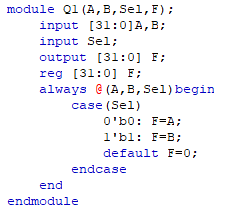 module Q1(A,B,Sel,F);
input [31:0]A,B;
input Sel;
output [31:0] F;
reg [31:0] F;
always @(A,B,Sel)begin
case(Sel)
0'b0: F=A;
1'b1: F=B;
default F=0;
endcase
end
endmodule